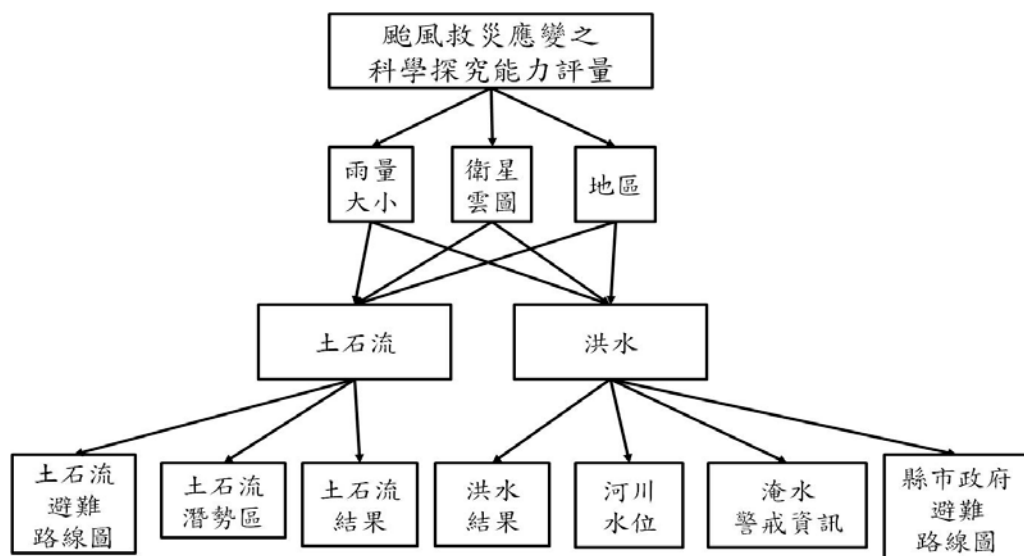 颱風救災應變之
科學探究能力評量
雨量
大小
衛星
雲圖
地區
土石流
洪水
土石流
避難
路線圖
土石流
潛勢區
土石流
結果
洪水
結果
河川
水位
淹水
警戒資訊
縣市政府
避難
路線圖